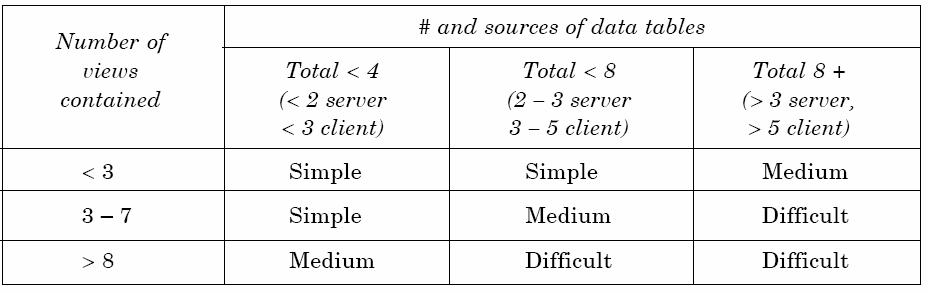 Number of views contained
# and sources of data tables
Total < 4 (< 2 server < 3 client)
Total < 8 (2 – 3 server 3 – 5 client)
Total 8 + (> 3 server, > 5 client)
< 3 Simple Simple Medium
3 – 7 Simple Medium Difficult
> 8 Medium Difficult Difficult